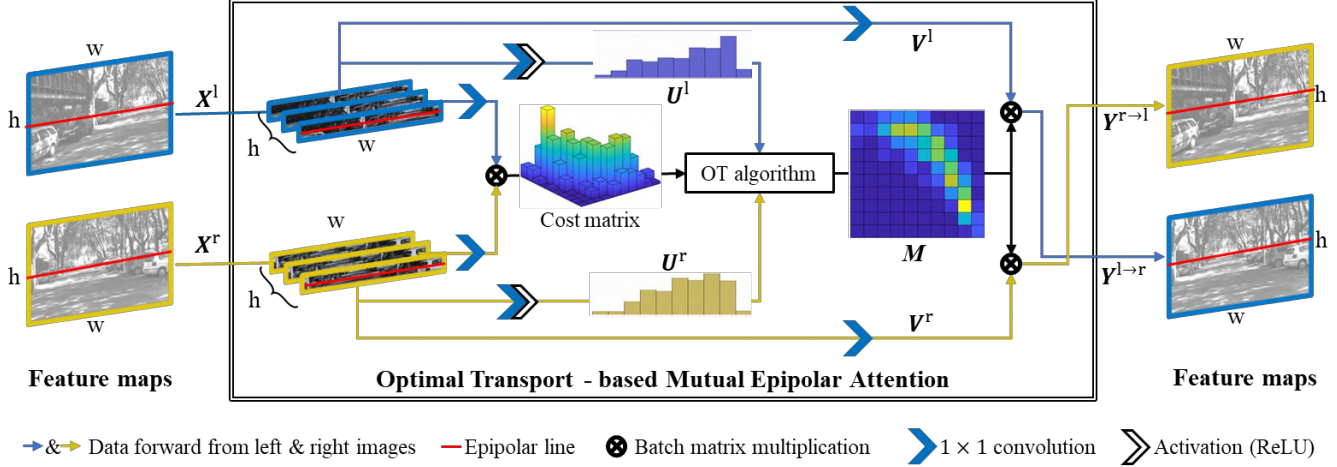 w
h
X^l
h
w
U^l
V^l
Cost matrix
OT algorithm
M
Y^{r→l}
w
h
h
X^r
w
w
h
U^r
V^r
Y^{l→r}
h
w
Feature maps
Optimal Transport - based Mutual Epipolar Attention
Feature maps
& Data forward from left & right images
Epipolar line
Batch matrix multiplication
1 × 1 convolution
Activation (ReLU)